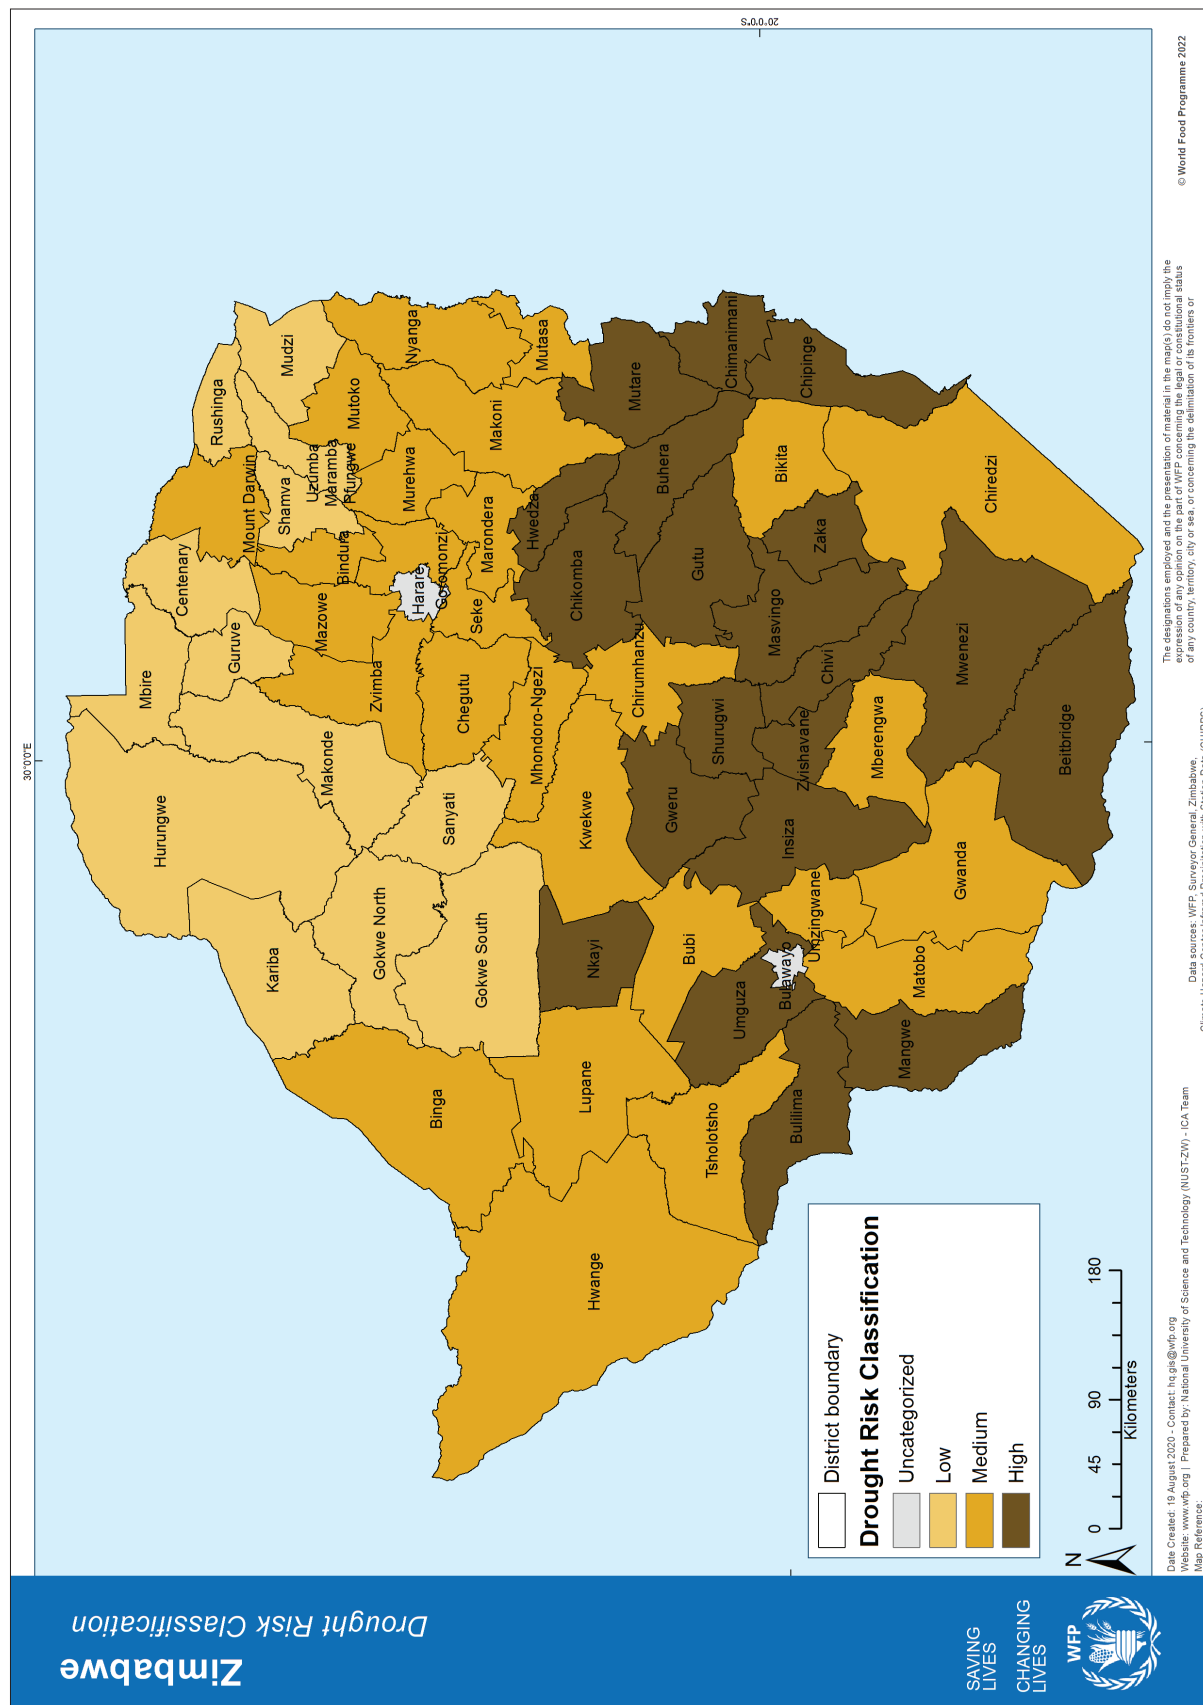 Zimbabwe
Drought Risk Classification
SAVING
LIVES
CHANGING
LIVES
WFP
30°0'0"E
20°0'0"S
Hurungwe
Mbire
Centenary
Rushinga
Guruve
Mount Darwin
Mudzi
Kariba
Makonde
Mazowe
Shamva
Uzumba
Maramba
Pfungwe
Bindura
Mutoko
Nyanga
Gokwe North
Zvimba
Harare
Murehwa
Goromonzi
Sanyati
Chegutu
Seke
Marondera
Makoni
Mutasa
Binga
Gokwe South
Mhondoro-Ngezi
Hwedza
Hwange
Lupane
Nkayi
Kwekwe
Chirumhanzu
Chikomba
Buhera
Mutare
Gweru
Gutu
Bubi
Shurugwi
Chimanimani
Tsholotsho
Umguza
Insiza
Zvishavane
Masvingo
Bikita
Chipinge
Bulilima
Bulawayo
Umzingwane
Chivi
Zaka
Mberengwa
Mangwe
Matobo
Gwanda
Mwenezi
Chiredzi
Beitbridge
District boundary
Drought Risk Classification
Uncategorized
Low
Medium
High
N
0 45 90 180
Kilometers
Date Created: 19 August 2020 - Contact: hq.gis@wfp.org
Website: www.wfp.org | Prepared by: National University of Science and Technology (NUST-ZW) - ICA Team
Map Reference:
Data sources: WFP, Surveyor General, Zimbabwe,
The designations employed and the presentation of material in the map(s) do not imply the
expression of any opinion on the part of WFP concerning the legal or constitutional status
of any country, territory, city or sea, or concerning the delimitation of its frontiers or
© World Food Programme 2022